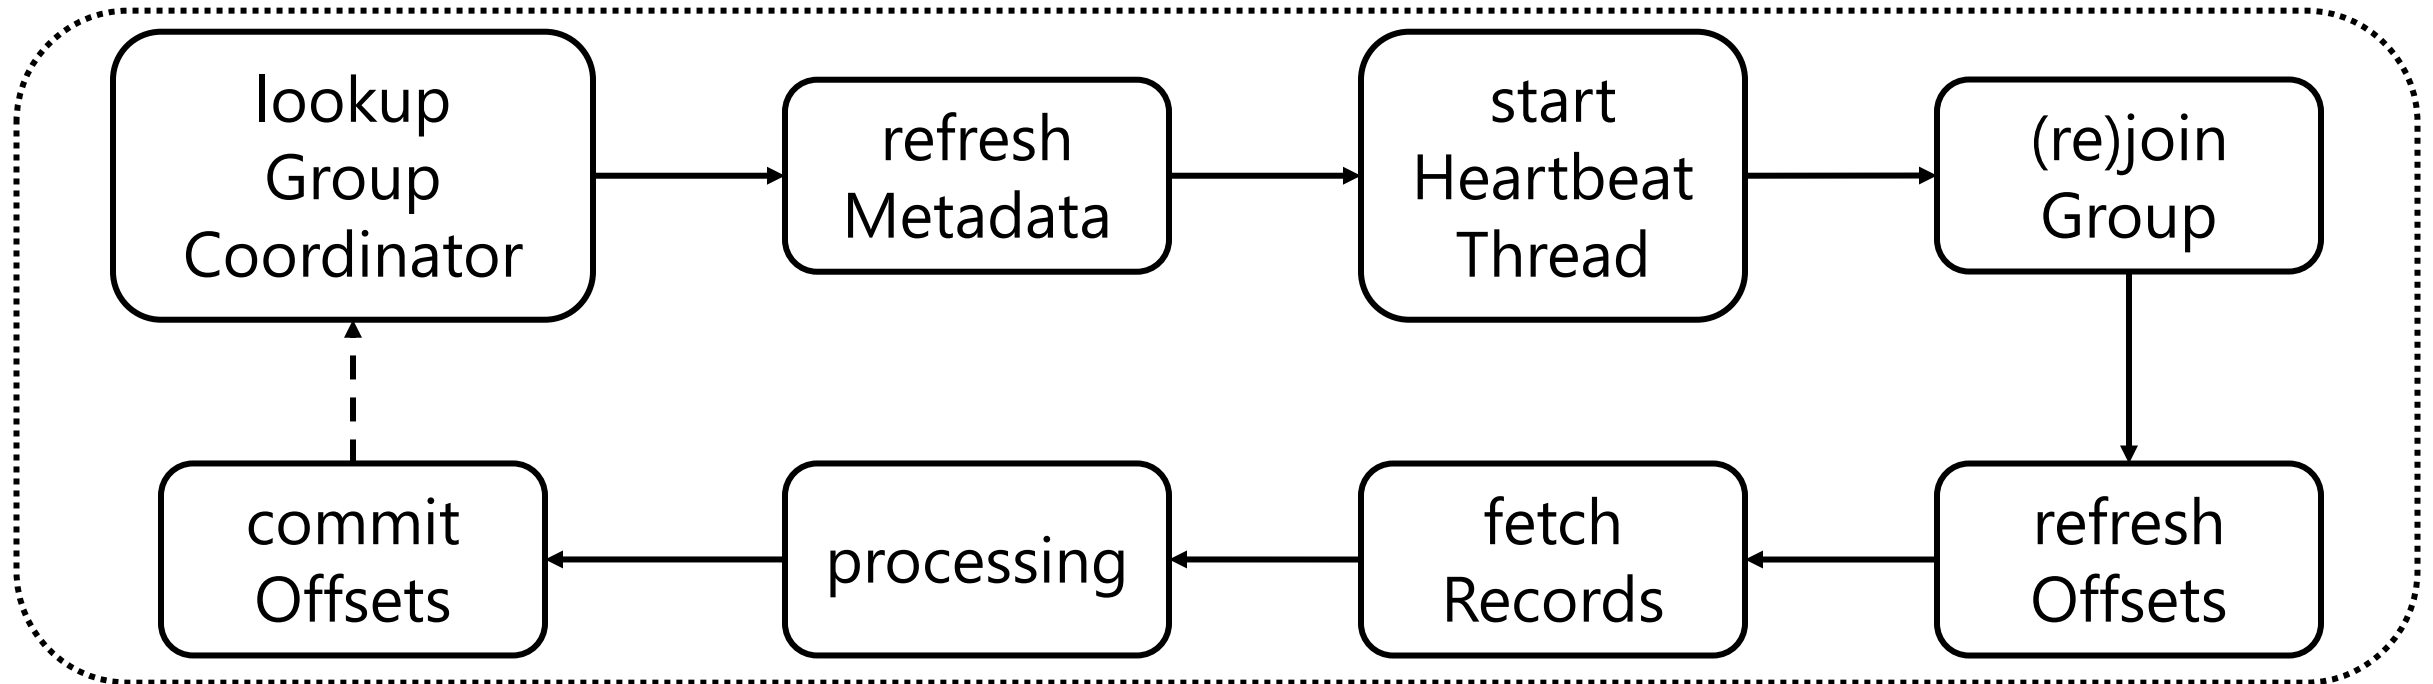 lookup
Group
Coordinator
refresh
Metadata
start
Heartbeat
Thread
(re)join
Group
commit
Offsets
processing
fetch
Records
refresh
Offsets